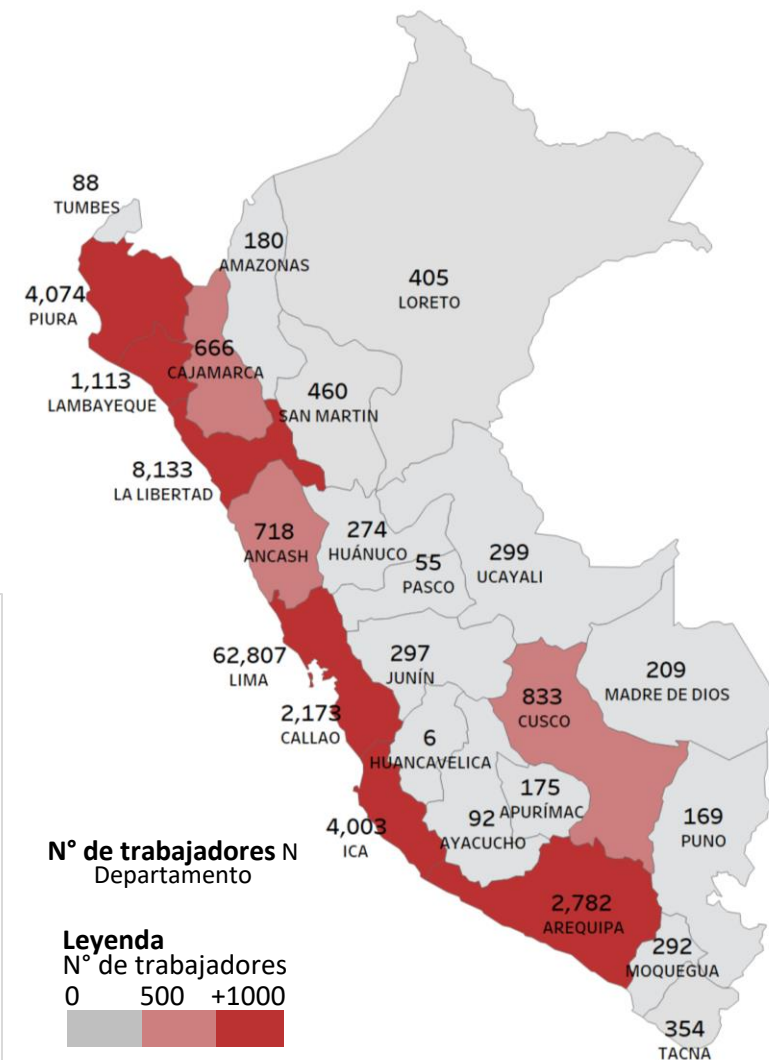 88
TUMBES
180
AMAZONAS
4,074
PIURA
405
LORETO
666
CAJAMARCA
1,113
LAMBAYEQUE
460
SAN MARTIN
8,133
LA LIBERTAD
718
ANCASH
274
HUÁNUCO
55
PASCO
299
UCAYALI
62,807
LIMA
297
JUNÍN
209
MADRE DE DIOS
833
CUSCO
2,173
CALLAO
6
HUANCAVELICA
175
APURÍMAC
92
AYACUCHO
169
PUNO
4,003
ICA
N° de trabajadores N
Departamento
2,782
AREQUIPA
292
MOQUEGUA
Leyenda
N° de trabajadores
0 500 +1000
354
TACNA